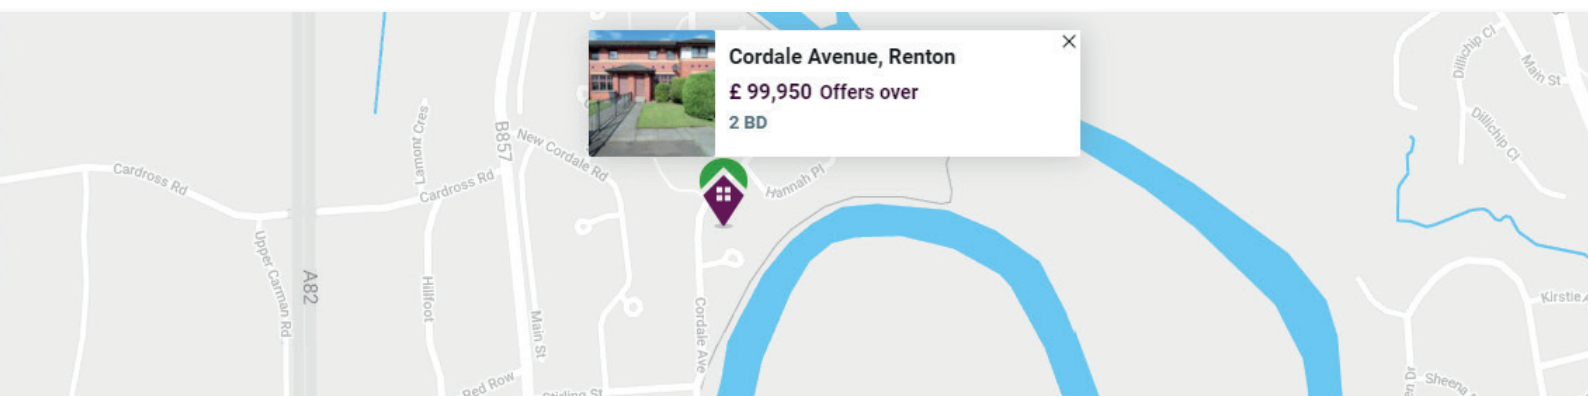 Cordale Avenue, Renton
£ 99,950 Offers over
2 BD
Dillichip Cl
Main St
Dillichip Cl
Lamont Cres
B857
New Cordale Rd
Cardross Rd
Cardross Rd
Hannah Pl
Upper Carman Rd
A82
Hillfoot
Main St
Cordale Ave
Kirstie
Red Row
Stirling St
Sheena